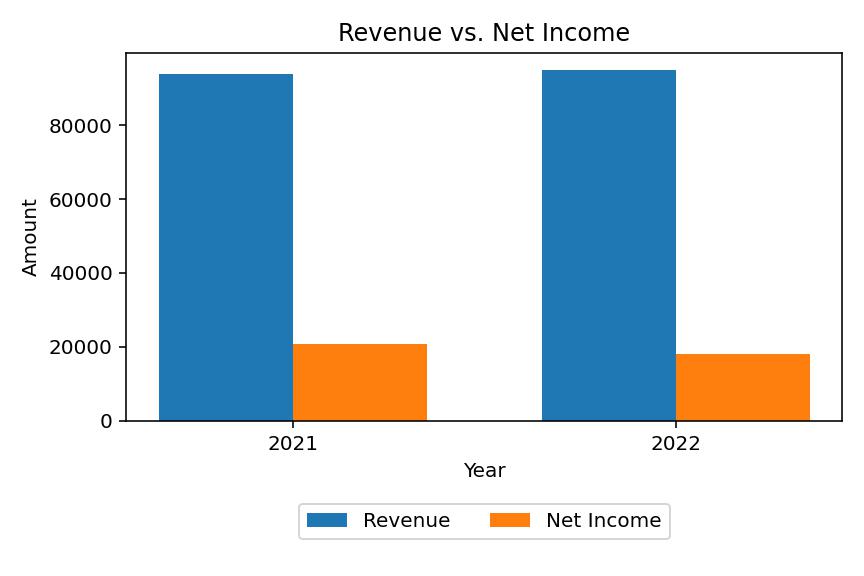 Revenue vs. Net Income
80000
60000
40000
20000
0
Amount
2021 2022
Year
Revenue Net Income